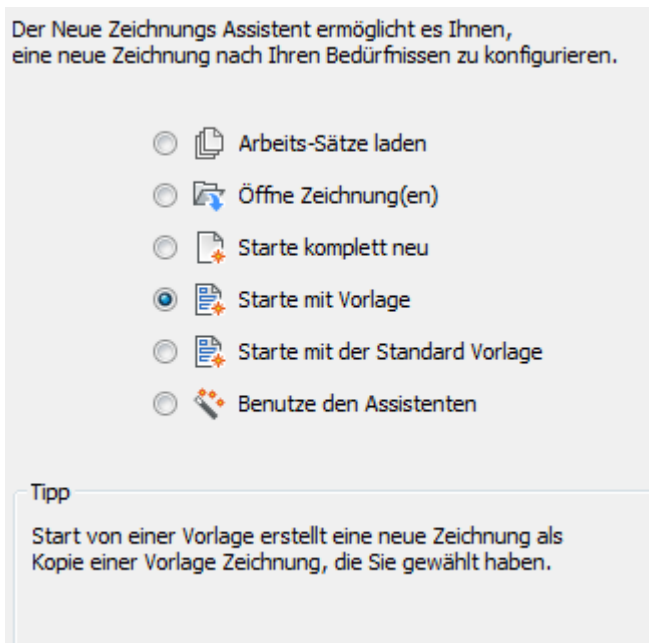 Der Neue Zeichnungs Assistent ermöglicht es Ihnen,
eine neue Zeichnung nach Ihren Bedürfnissen zu konfigurieren.
Arbeits-Sätze laden
Öffne Zeichnung(en)
Starte komplett neu
Starte mit Vorlage
Starte mit der Standard Vorlage
Benutze den Assistenten
Tipp
Start von einer Vorlage erstellt eine neue Zeichnung als
Kopie einer Vorlage Zeichnung, die Sie gewählt haben.